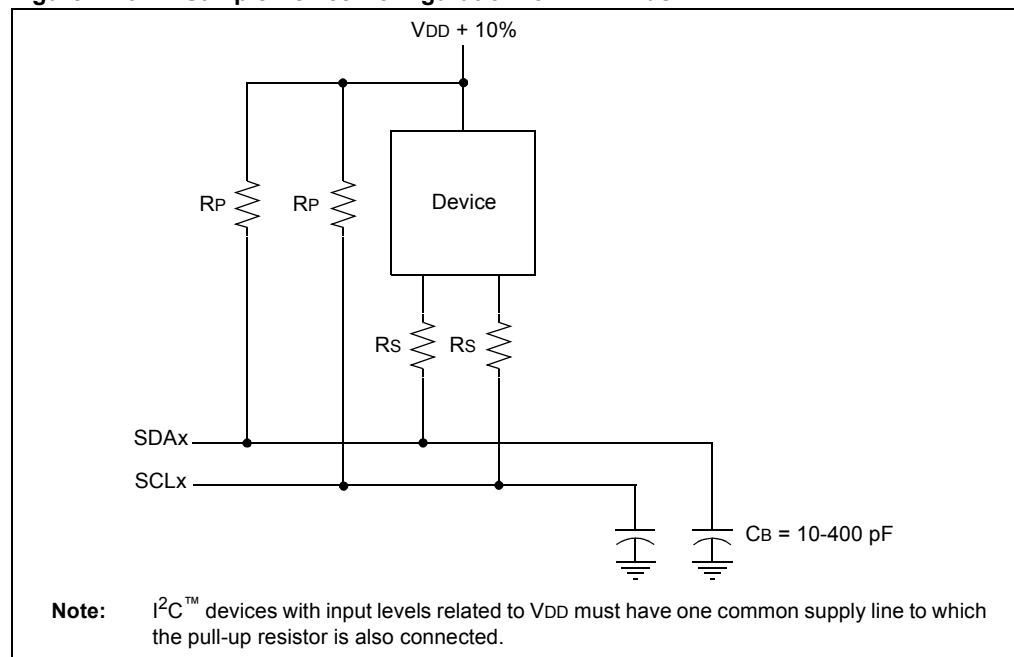 VDD + 10%
RP
RP
Device
RS
RS
SDAx
SCLx
CB = 10-400 pF
Note: I²C™ devices with input levels related to VDD must have one common supply line to which
the pull-up resistor is also connected.